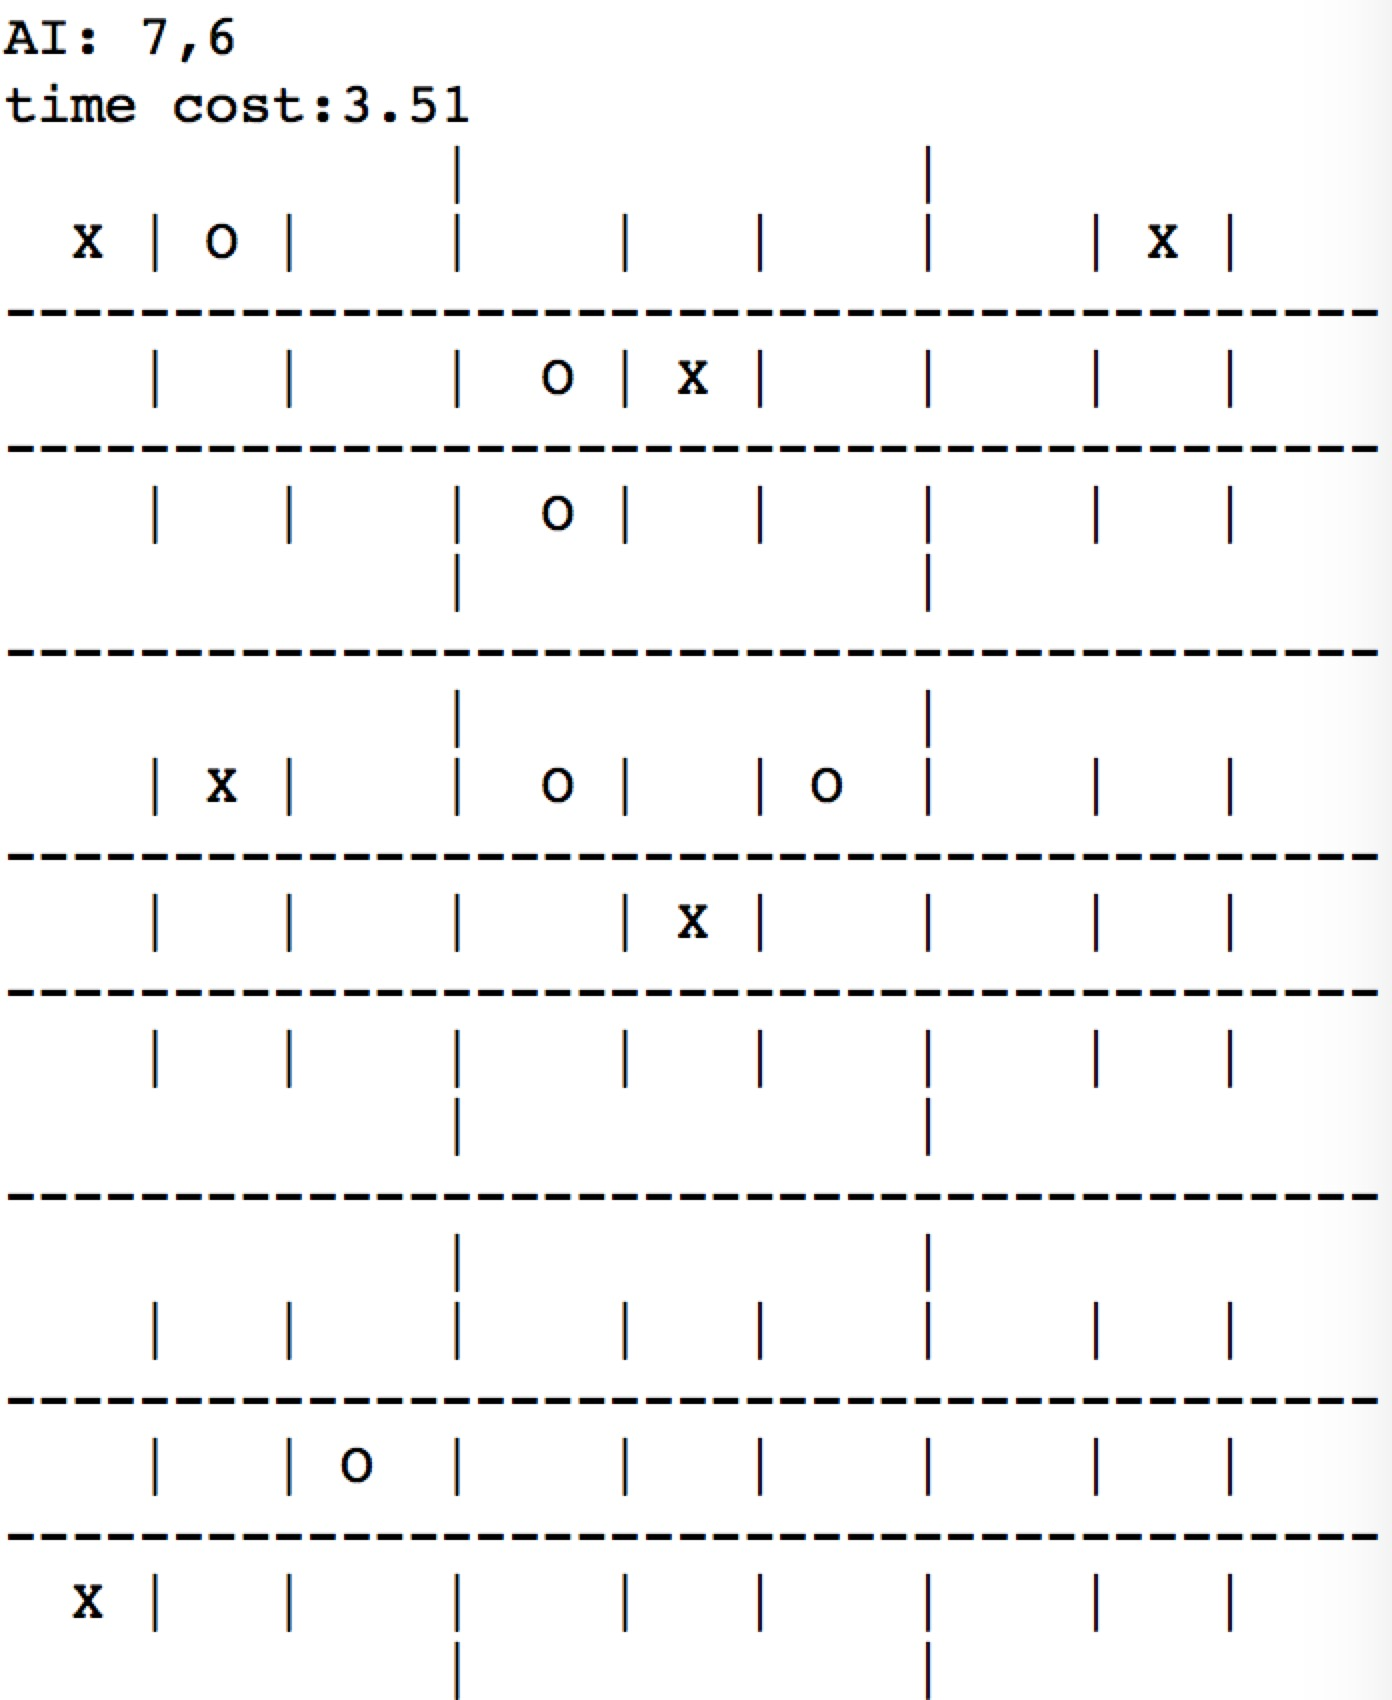 AI: 7,6
time cost:3.51
| |
x | o | | | | | | x |
-----------------------------------------
| | | o | x | | | |
-----------------------------------------
| | | o | | | | |
| |
-----------------------------------------
| |
| x | | o | | o | | |
-----------------------------------------
| | | | x | | | |
-----------------------------------------
| | | | | | | |
| |
-----------------------------------------
| |
| | | | | | | |
-----------------------------------------
| | o | | | | | |
-----------------------------------------
x | | | | | | | |
| |